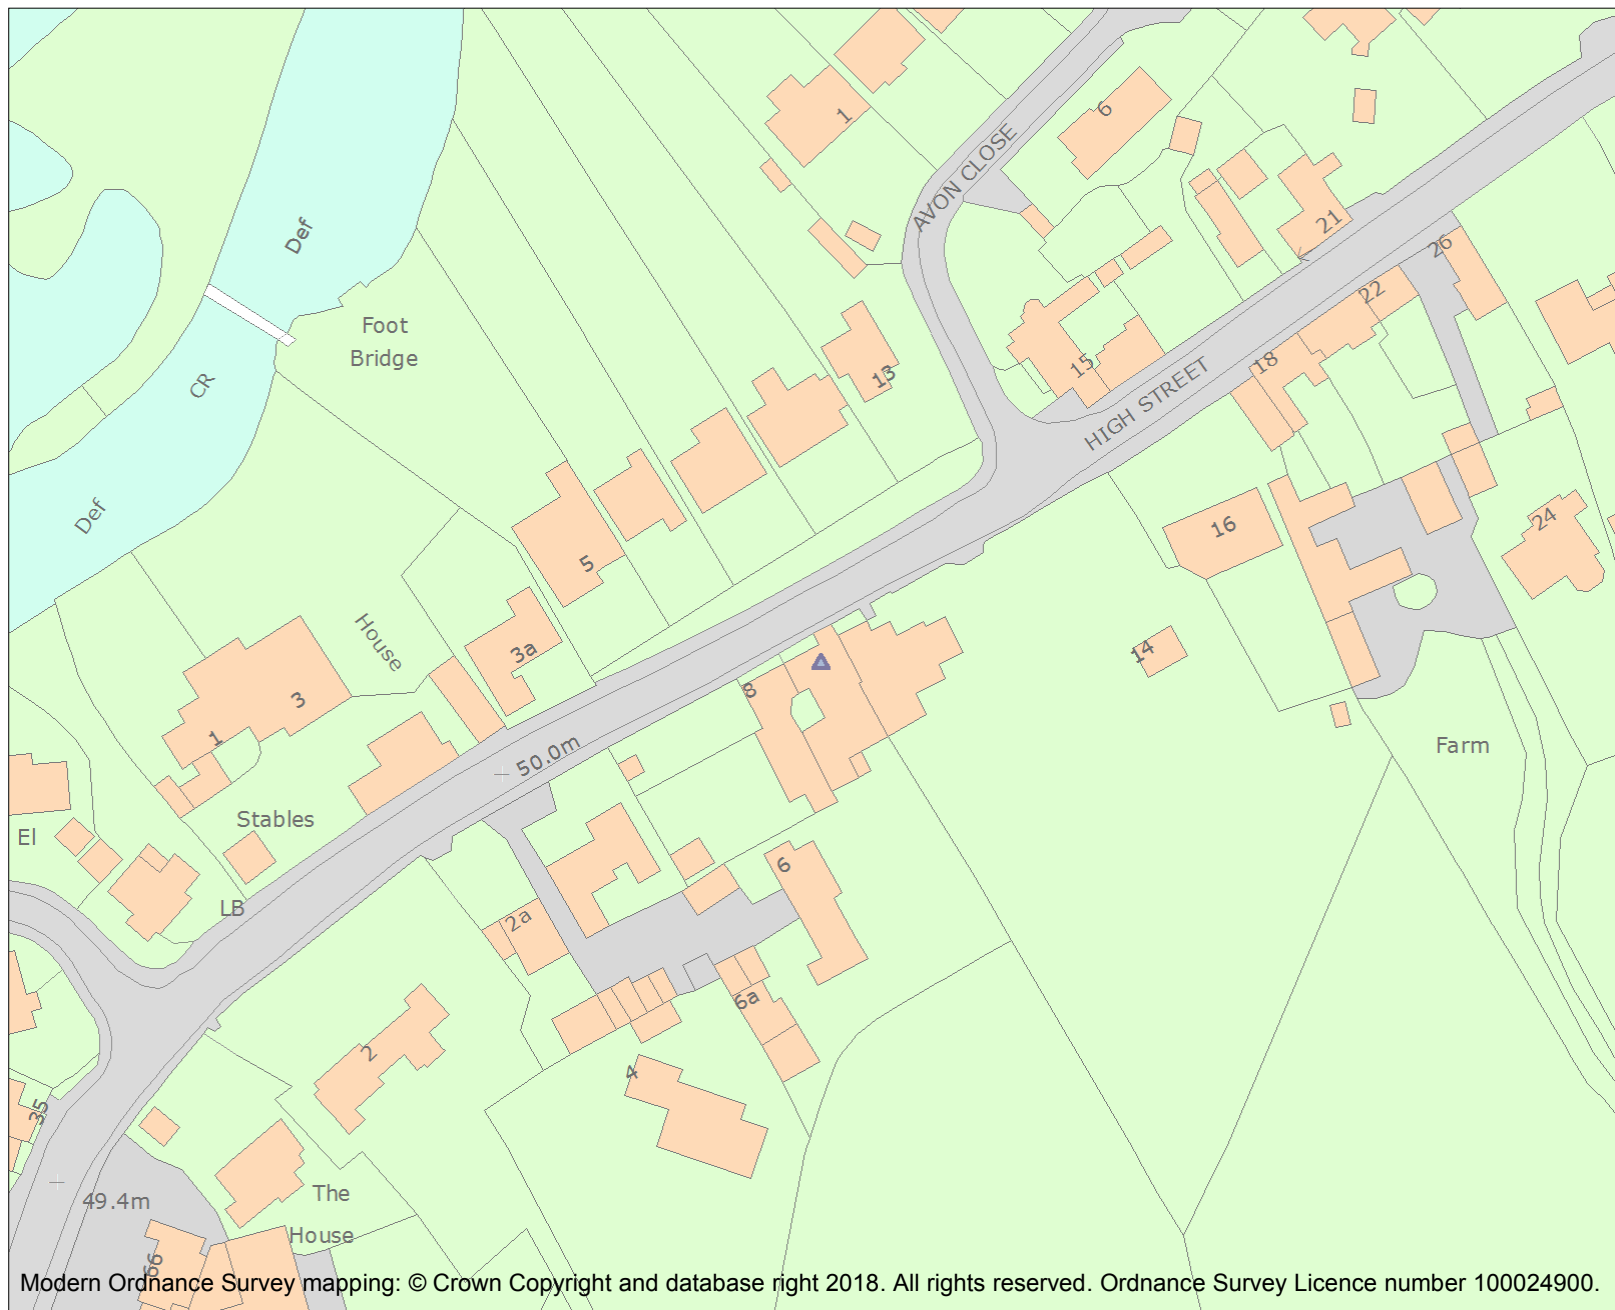 1
6
AVON CLOSE
21
Def
26
22
Foot
Bridge
13
15
18
CR
HIGH STREET
Def
16
24
5
House
3a
14
8
3
1
50.0m
Farm
Stables
El
6
LB
2a
6a
2
4
35
The
49.4m
House
66
Modern Ordnance Survey mapping: © Crown Copyright and database right 2018. All rights reserved. Ordnance Survey Licence number 100024900.